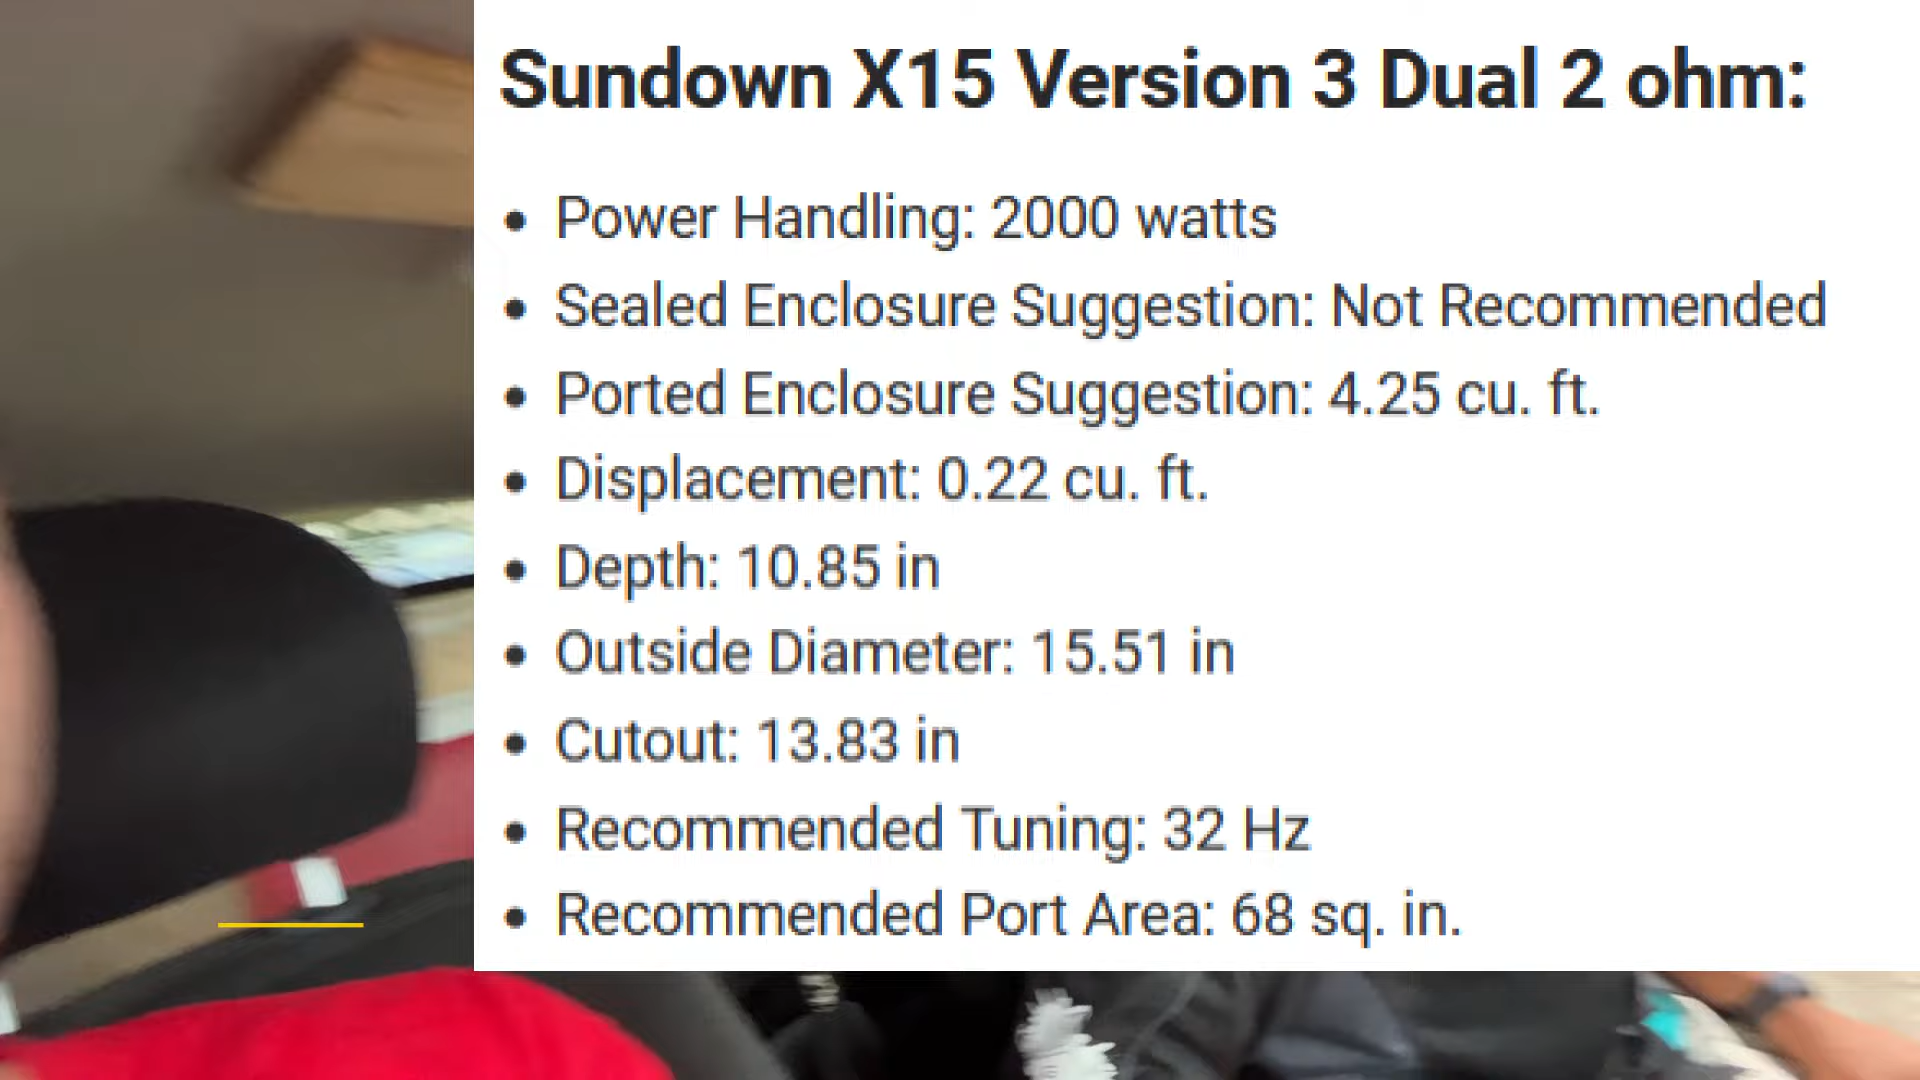 Sundown X15 Version 3 Dual 2 ohm:
• Power Handling: 2000 watts
• Sealed Enclosure Suggestion: Not Recommended
• Ported Enclosure Suggestion: 4.25 cu. ft.
• Displacement: 0.22 cu. ft.
• Depth: 10.85 in
• Outside Diameter: 15.51 in
• Cutout: 13.83 in
• Recommended Tuning: 32 Hz
• Recommended Port Area: 68 sq. in.